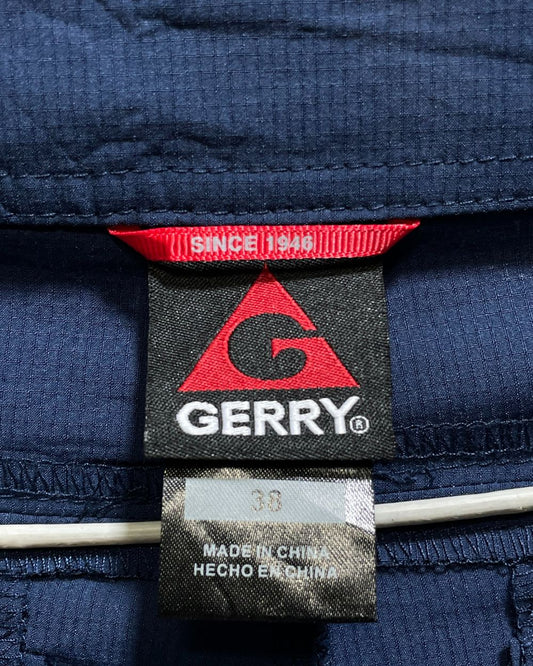 SINCE 1946
G
GERRY®
38
MADE IN CHINA
HECHO EN CHINA